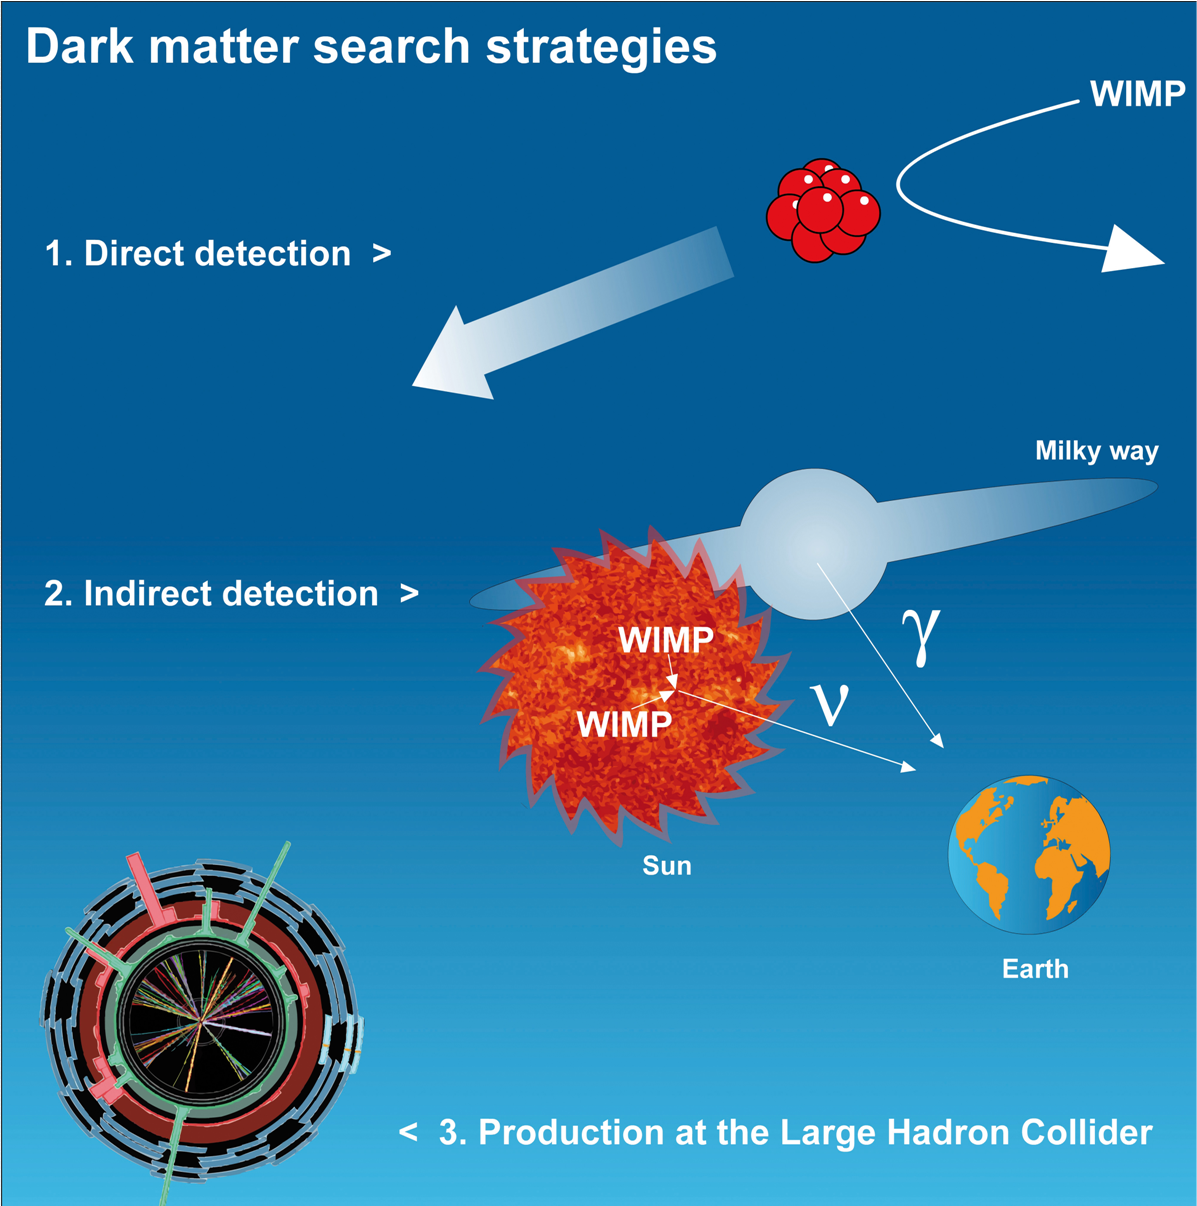 Dark matter search strategies
WIMP
1. Direct detection >
Milky way
2. Indirect detection >
γ
WIMP
ν
WIMP
Sun
Earth
< 3. Production at the Large Hadron Collider